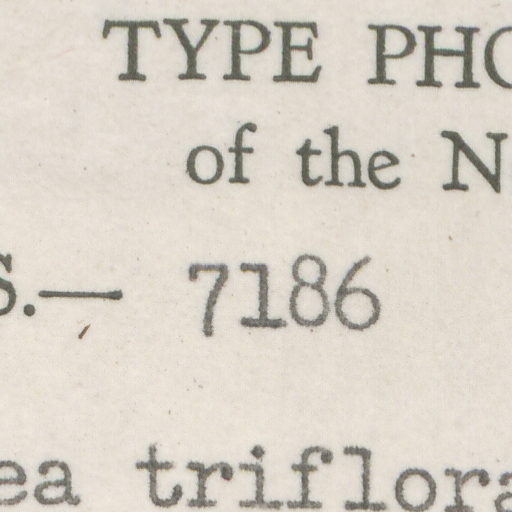 TYPE PHO
of the N
S.— 7186
ea triflora